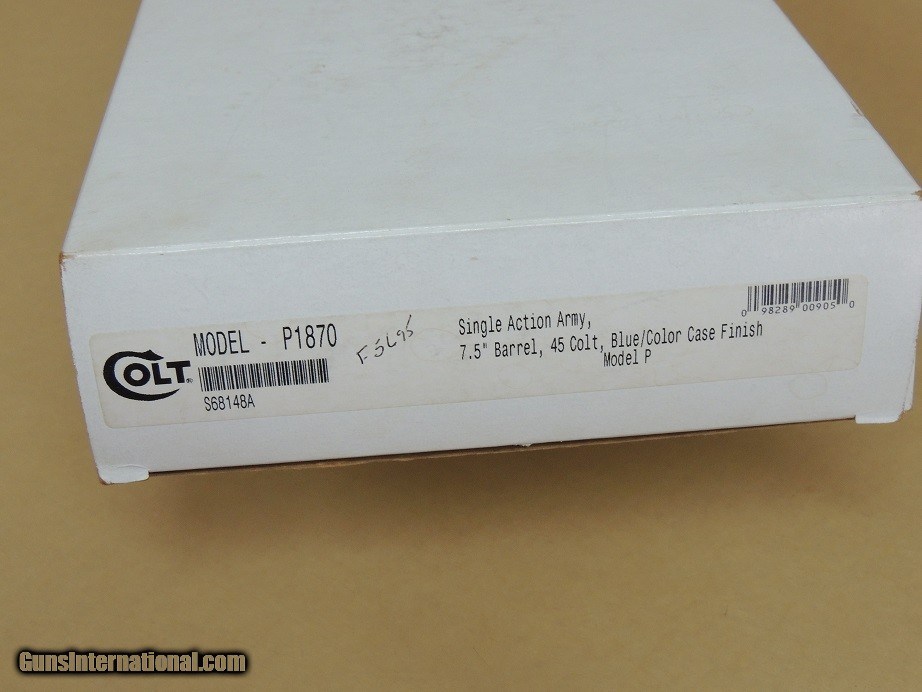 MODEL - P1870
COLT®
S68148A
Single Action Army,
7.5" Barrel, 45 Colt, Blue/Color Case Finish
Model P
0 98289 00905 0
GunsInternational.com